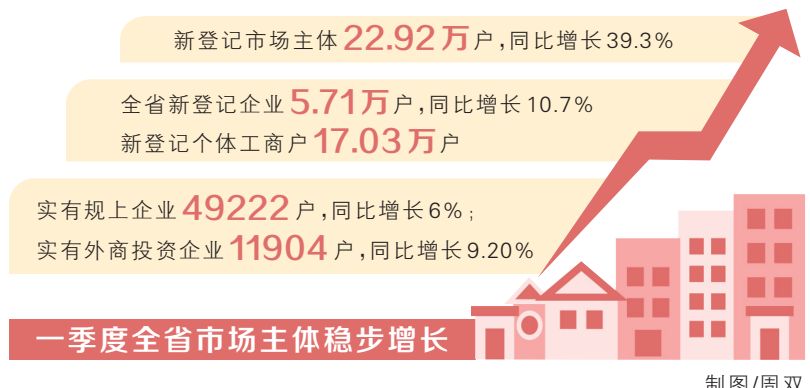 新登记市场主体22.92万户,同比增长39.3%
全省新登记企业5.71万户,同比增长10.7%
新登记个体工商户17.03万户
实有规上企业49222户,同比增长6%;
实有外商投资企业11904户,同比增长9.20%
一季度全省市场主体稳步增长
制图/周双